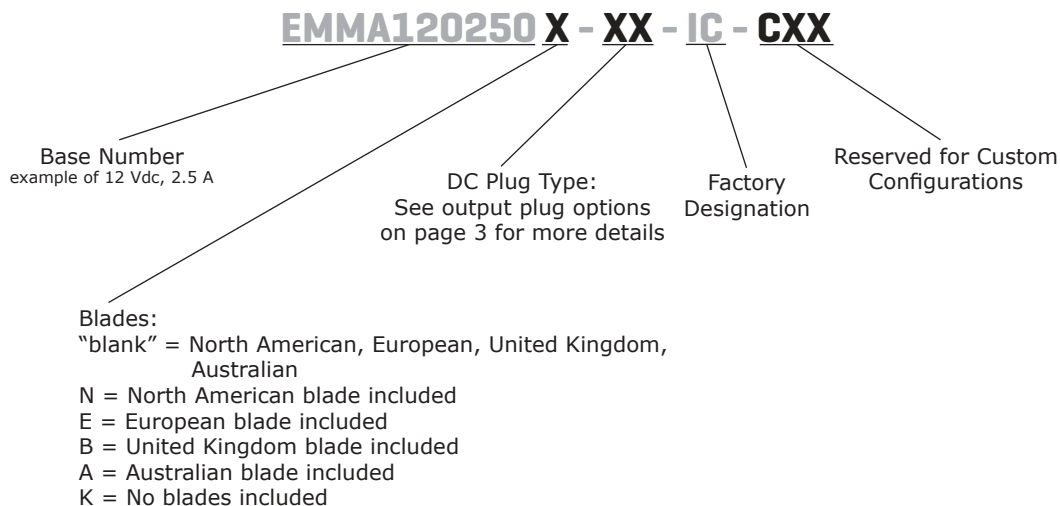 EMMA120250 X - XX - IC - CXX
Base Number
example of 12 Vdc, 2.5 A
DC Plug Type:
See output plug options
on page 3 for more details
Factory
Designation
Reserved for Custom
Configurations
Blades:
“blank” = North American, European, United Kingdom,
Australian
N = North American blade included
E = European blade included
B = United Kingdom blade included
A = Australian blade included
K = No blades included